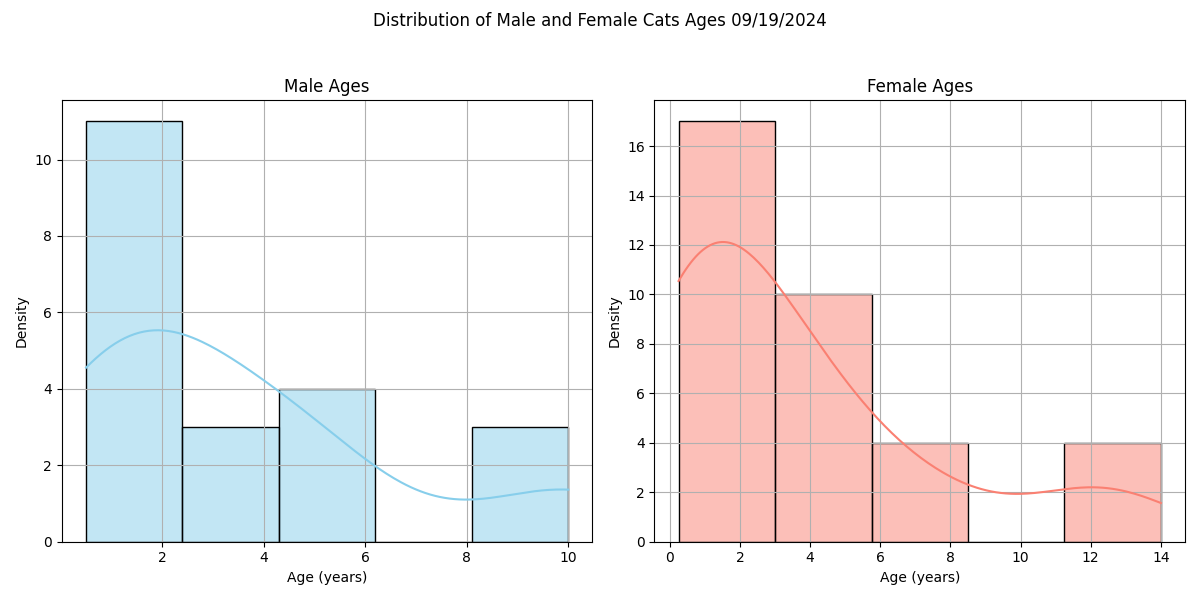 Distribution of Male and Female Cats Ages 09/19/2024
Male Ages
Density
10
8
6
4
2
0
2 4 6 8 10
Age (years)
Female Ages
Density
16
14
12
10
8
6
4
2
0
0 2 4 6 8 10 12 14
Age (years)